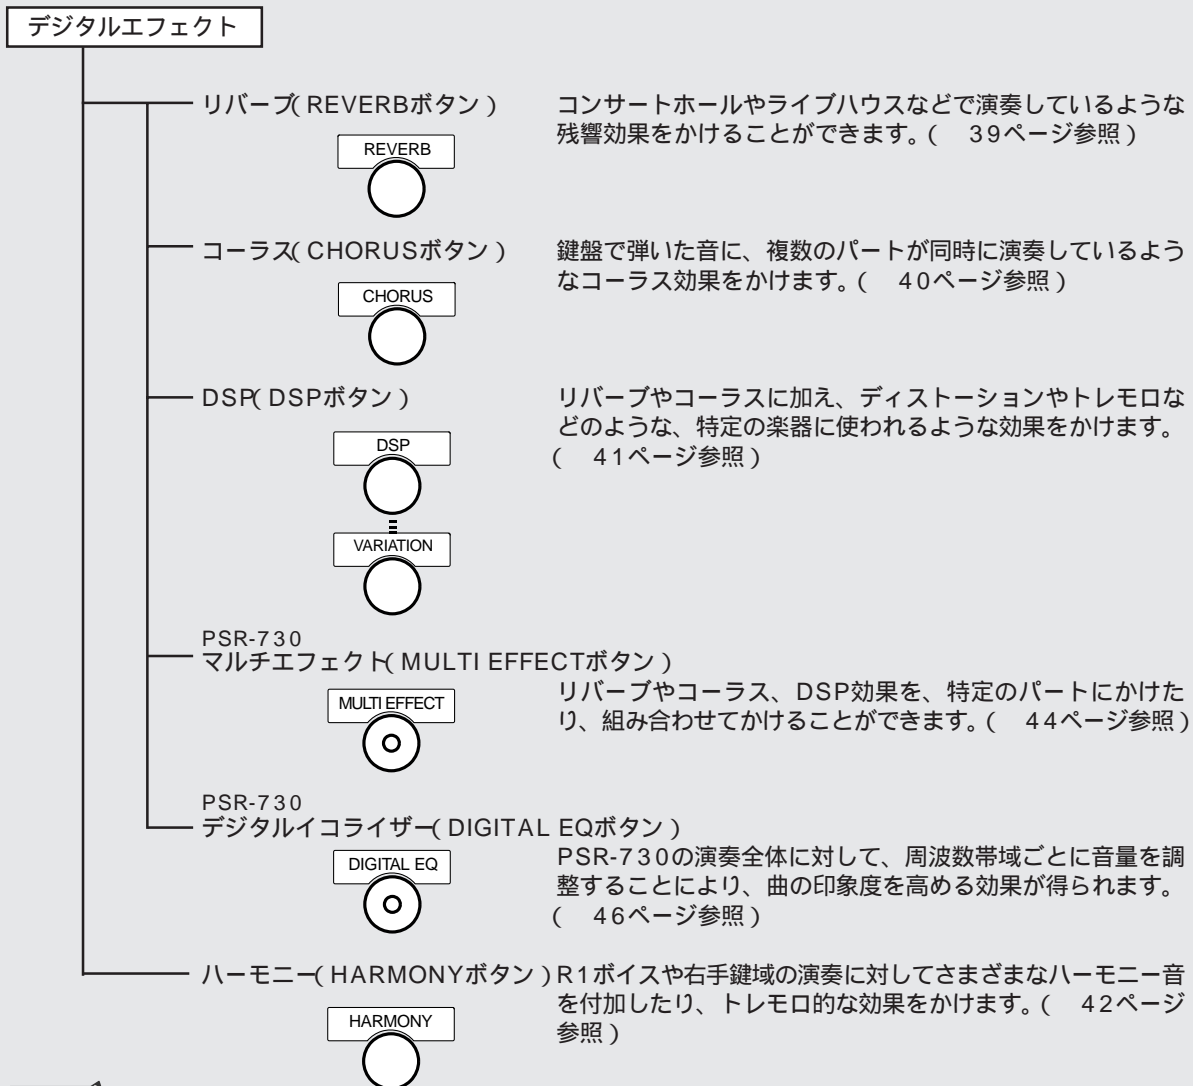 デジタルエフェクト
リバーブ(REVERBボタン)
コンサートホールやライブハウスなどで演奏しているような
残響効果をかけることができます。( 39ページ参照)
REVERB
コーラス(CHORUSボタン)
鍵盤で弾いた音に、複数のパートが同時に演奏しているよう
なコーラス効果をかけます。( 40ページ参照)
CHORUS
DSP(DSPボタン)
リバーブやコーラスに加え、ディストーションやトレモロな
どのような、特定の楽器に使われるような効果をかけます。
( 41ページ参照)
DSP
VARIATION
PSR-730
マルチエフェクト(MULTI EFFECTボタン)
リバーブやコーラス、DSP効果を、特定のパートにかけた
り、組み合わせてかけることができます。( 44ページ参照)
MULTI EFFECT
PSR-730
デジタルイコライザー(DIGITAL EQボタン)
PSR-730の演奏全体に対して、周波数帯域ごとに音量を調
整することにより、曲の印象度を高める効果が得られます。
( 46ページ参照)
DIGITAL EQ
ハーモニー(HARMONYボタン)
R1ボイスや右手鍵域の演奏に対してさまざまなハーモニー音
を付加したり、トレモロ的な効果をかけます。( 42ページ
参照)
HARMONY